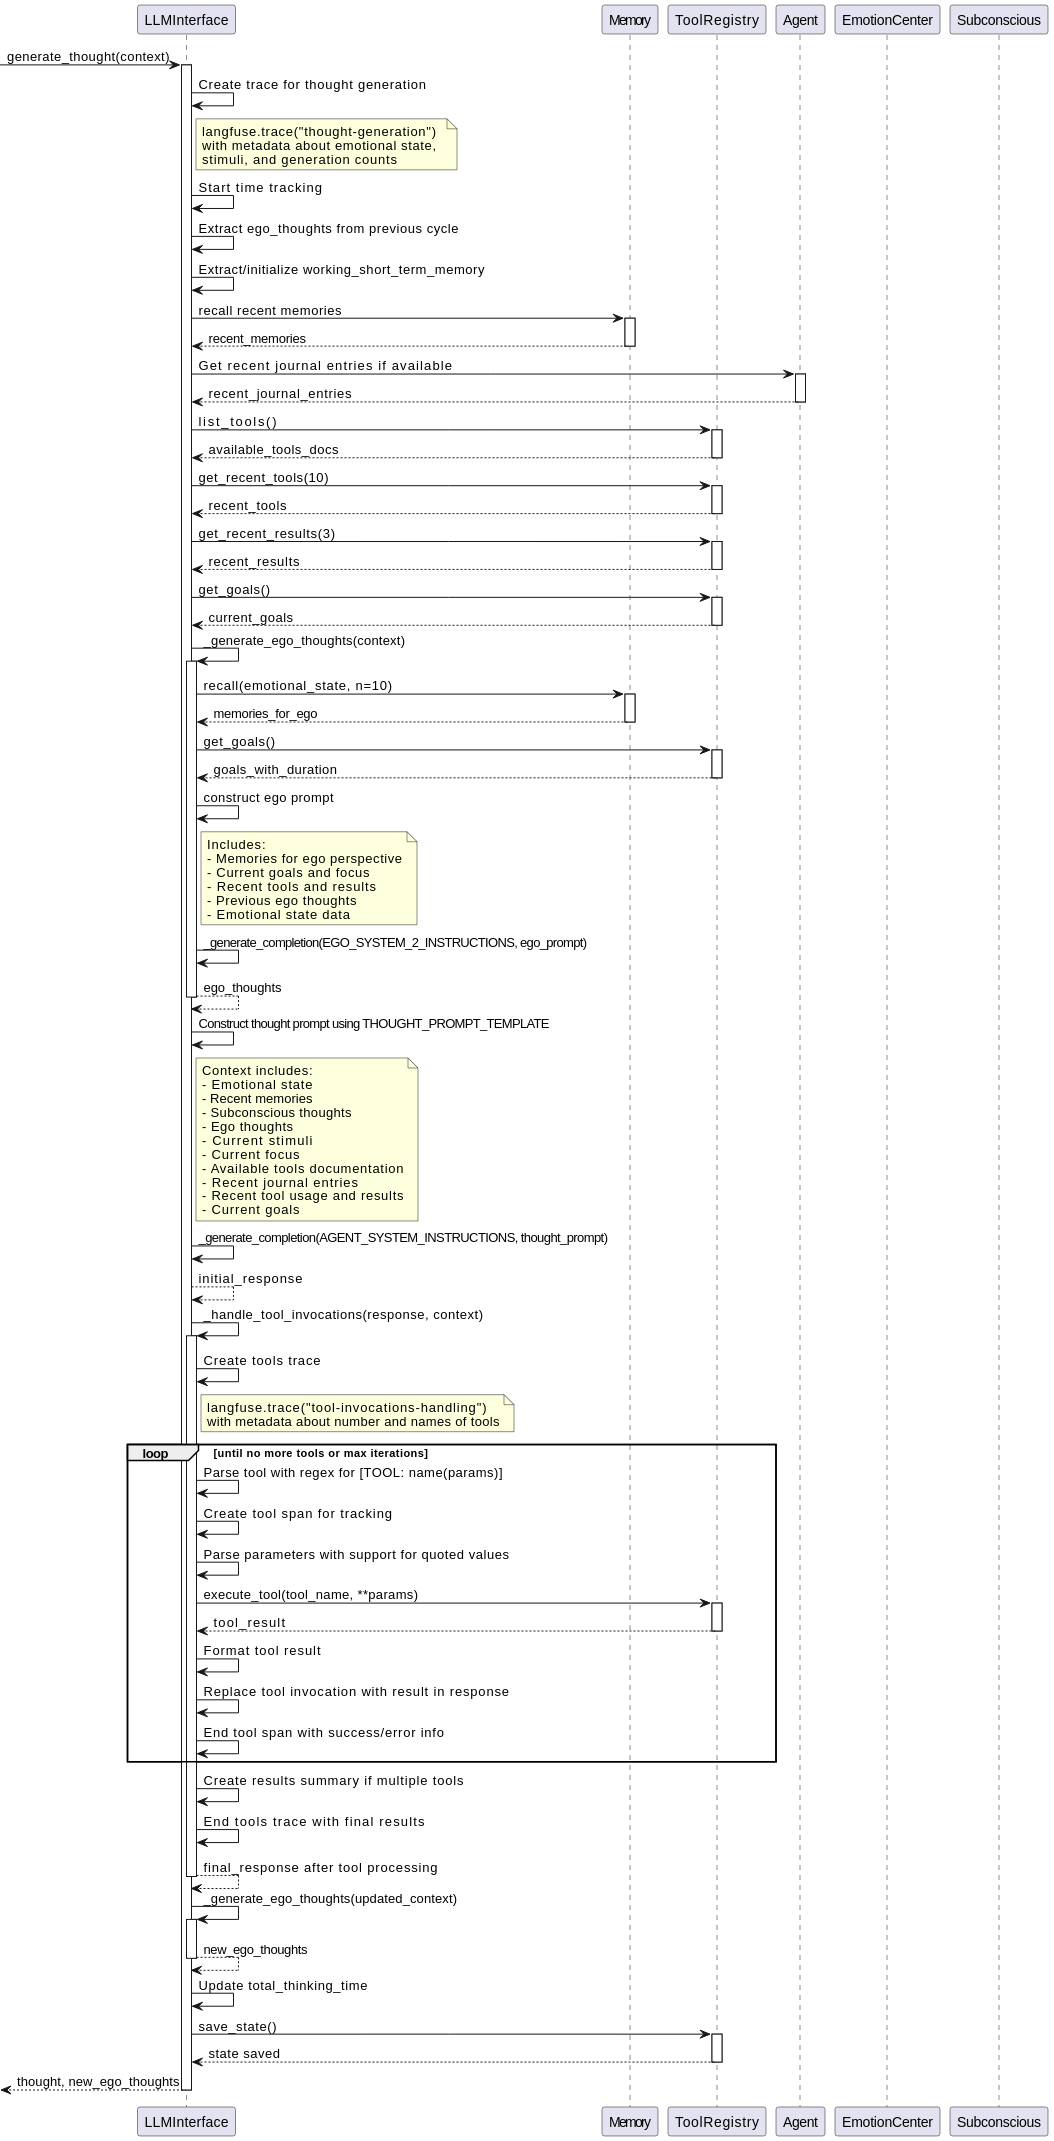 LLMInterface
Memory
ToolRegistry
Agent
EmotionCenter
Subconscious
generate_thought(context)
Create trace for thought generation
langfuse.trace("thought-generation")
with metadata about emotional state,
stimuli, and generation counts
Start time tracking
Extract ego_thoughts from previous cycle
Extract/initialize working_short_term_memory
recall recent memories
recent_memories
Get recent journal entries if available
recent_journal_entries
list_tools()
available_tools_docs
get_recent_tools(10)
recent_tools
get_recent_results(3)
recent_results
get_goals()
current_goals
_generate_ego_thoughts(context)
recall(emotional_state, n=10)
memories_for_ego
get_goals()
goals_with_duration
construct ego prompt
Includes:
- Memories for ego perspective
- Current goals and focus
- Recent tools and results
- Previous ego thoughts
- Emotional state data
_generate_completion(EGO_SYSTEM_2_INSTRUCTIONS, ego_prompt)
ego_thoughts
Construct thought prompt using THOUGHT_PROMPT_TEMPLATE
Context includes:
- Emotional state
- Recent memories
- Subconscious thoughts
- Ego thoughts
- Current stimuli
- Current focus
- Available tools documentation
- Recent journal entries
- Recent tool usage and results
- Current goals
_generate_completion(AGENT_SYSTEM_INSTRUCTIONS, thought_prompt)
initial_response
_handle_tool_invocations(response, context)
Create tools trace
langfuse.trace("tool-invocations-handling")
with metadata about number and names of tools
loop [until no more tools or max iterations]
Parse tool with regex for [TOOL: name(params)]
Create tool span for tracking
Parse parameters with support for quoted values
execute_tool(tool_name, **params)
tool_result
Format tool result
Replace tool invocation with result in response
End tool span with success/error info
Create results summary if multiple tools
End tools trace with final results
final_response after tool processing
_generate_ego_thoughts(updated_context)
new_ego_thoughts
Update total_thinking_time
save_state()
state saved
thought, new_ego_thoughts
LLMInterface
Memory
ToolRegistry
Agent
EmotionCenter
Subconscious